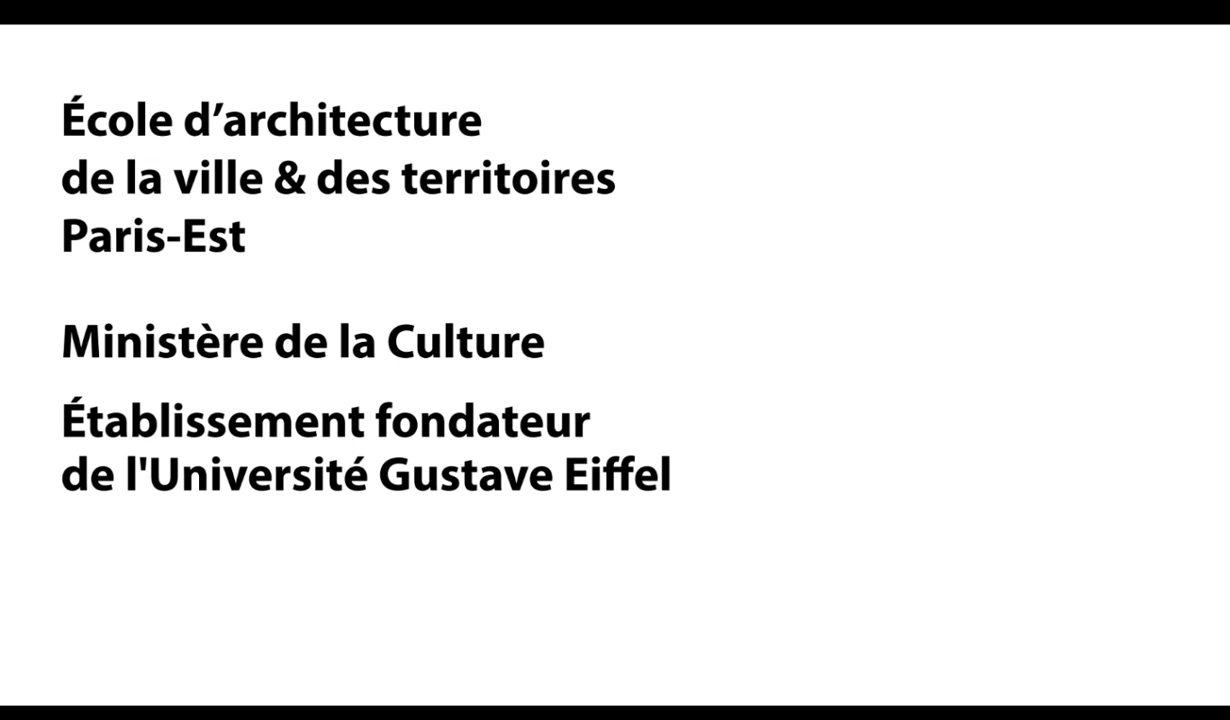 École d’architecture
de la ville & des territoires
Paris-Est
Ministère de la Culture
Établissement fondateur
de l'Université Gustave Eiffel